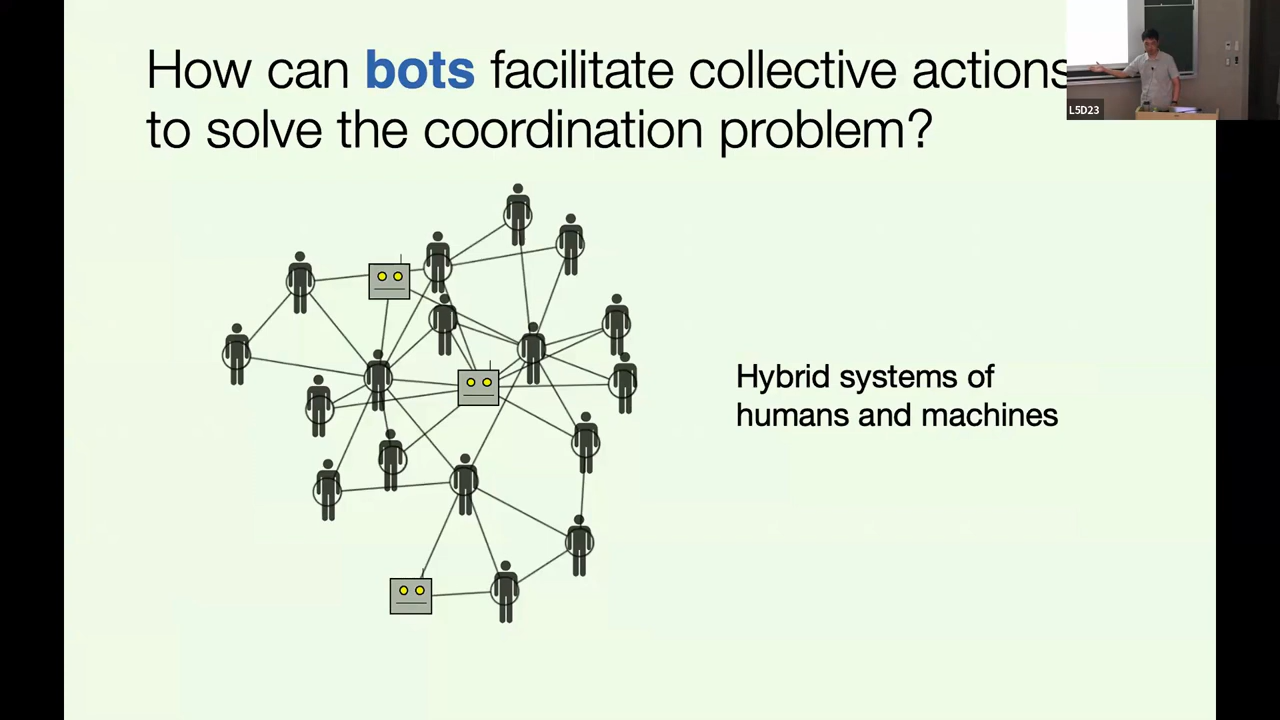 How can bots facilitate collective actions
to solve the coordination problem?
L5D23
Hybrid systems of
humans and machines